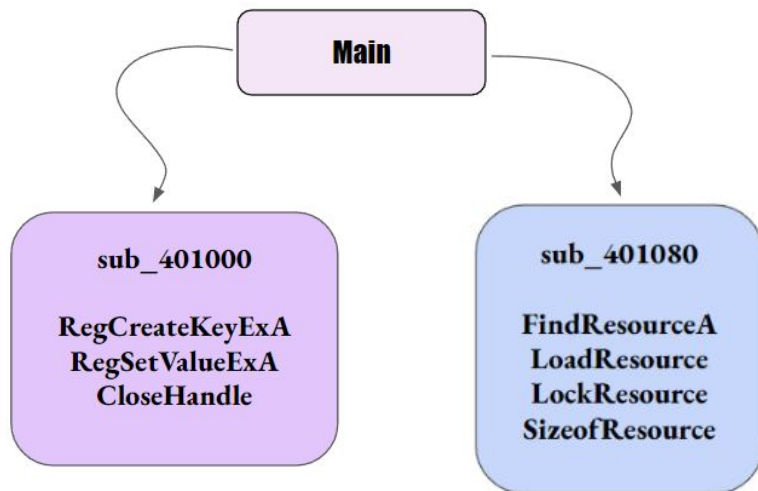 Main
sub_401000
RegCreateKeyExA
RegSetValueExA
CloseHandle
sub_401080
FindResourceA
LoadResource
LockResource
SizeofResource